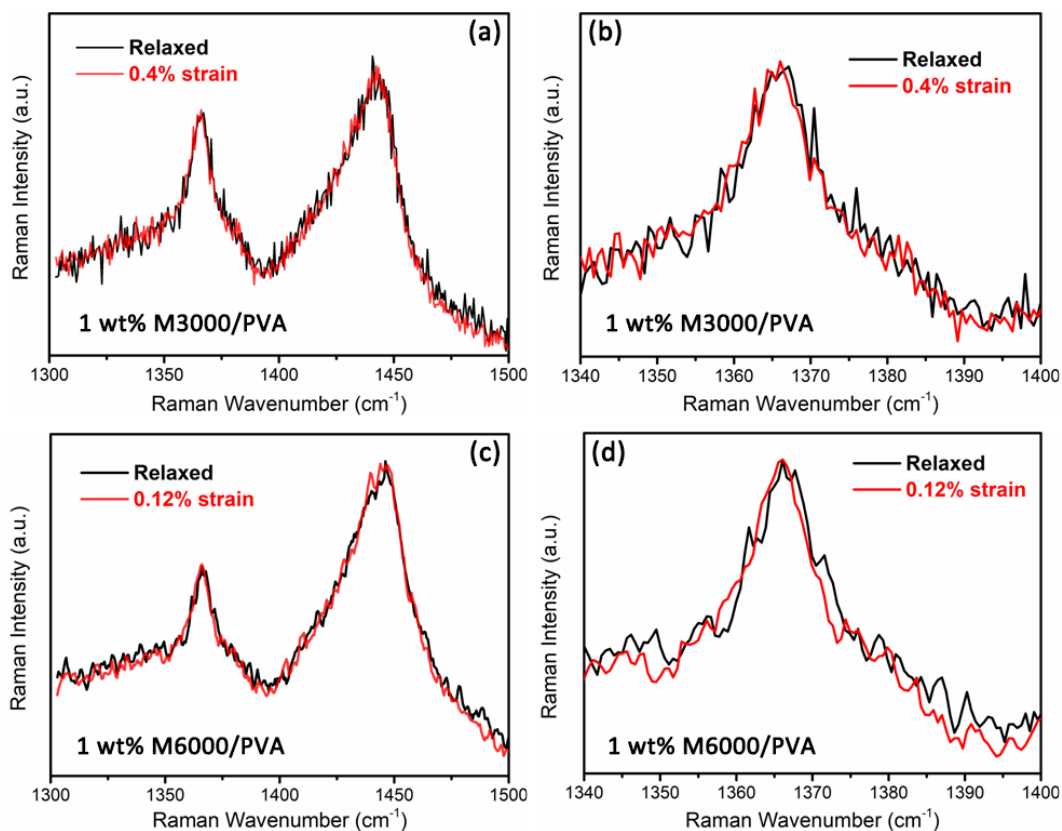 (a)
Relaxed
0.4% strain
Raman Intensity (a.u.)
1 wt% M3000/PVA
1300 1350 1400 1450 1500
Raman Wavenumber (cm⁻¹)
(b)
Relaxed
0.4% strain
Raman Intensity (a.u.)
1 wt% M3000/PVA
1340 1350 1360 1370 1380 1390 1400
Raman Wavenumber (cm⁻¹)
(c)
Relaxed
0.12% strain
Raman Intensity (a.u.)
1 wt% M6000/PVA
1300 1350 1400 1450 1500
Raman Wavenumber (cm⁻¹)
(d)
Relaxed
0.12% strain
Raman Intensity (a.u.)
1 wt% M6000/PVA
1340 1350 1360 1370 1380 1390 1400
Raman Wavenumber (cm⁻¹)